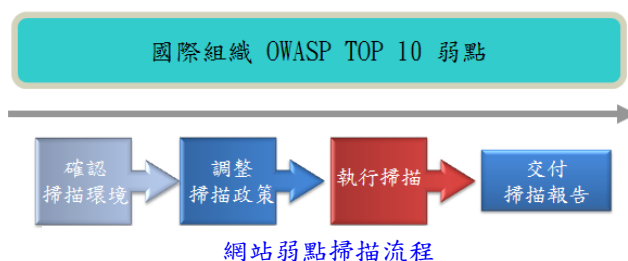 國際組織 OWASP TOP 10 弱點
確認
掃描環境
調整
掃描政策
執行掃描
交付
掃描報告
網站弱點掃描流程